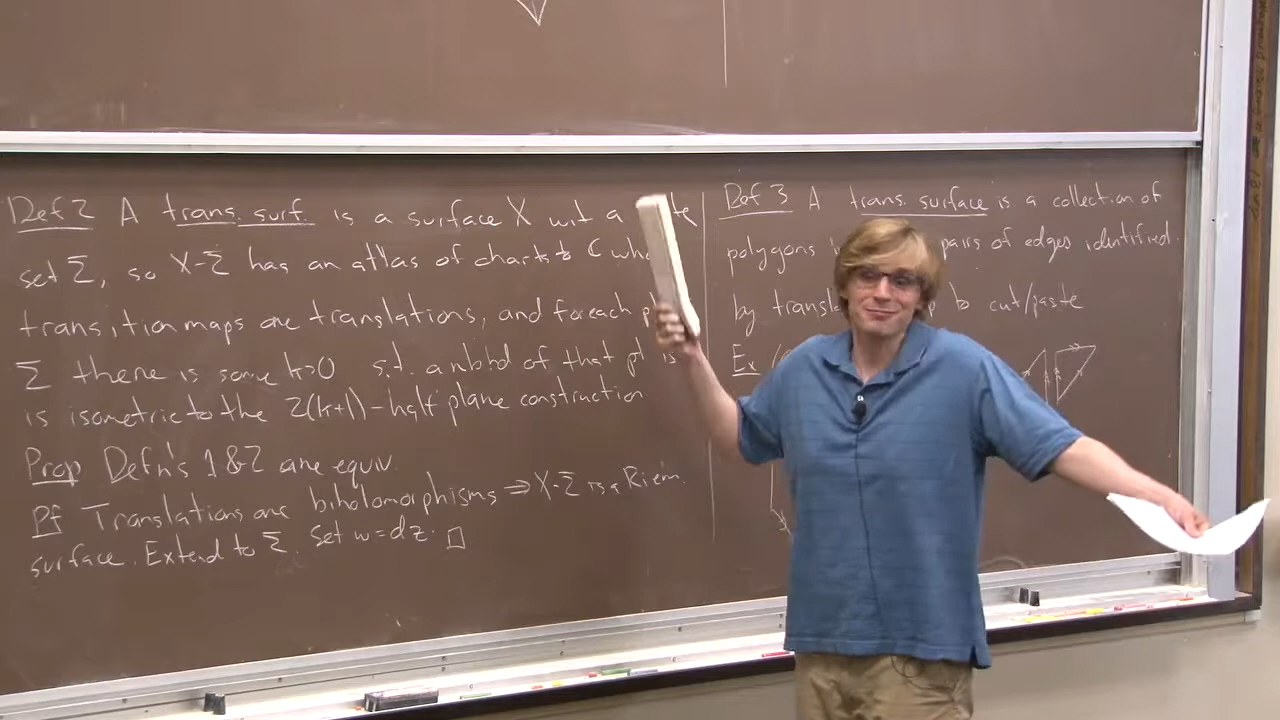 Def 2 A trans. surf. is a surface X wit a
set Σ, so X-Σ has an atlas of charts to ℂ
transition maps are translations, and for each
Σ there is some k>0 s.t. a nbhd of that pt is
is isometric to the 2(k+1)-half plane construction
Prop Defn's 1&2 are equiv.
Pf Translations are biholomorphisms ⇒ X-Σ is a Riem.
surface. Extend to Σ. Set w=dz. □
Def 3 A trans. surface is a collection of
polygons pairs of edges identified
by to cut/paste
Ex